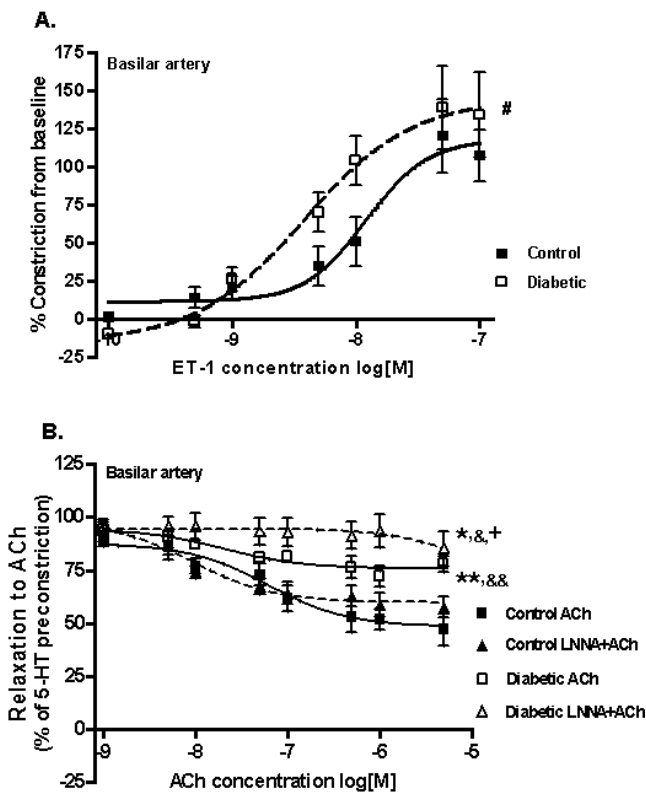 A.
175
Basilar artery
150
125
#
100
75
50
Control
25
Diabetic
0
-25
-10
-9
-8
-7
% Constriction from baseline
ET-1 concentration log[M]
B.
125
Basilar artery
100
*,&,+
75
**,&&
Control ACh
50
Control LNNA+ACh
Diabetic ACh
25
Diabetic LNNA+ACh
0
-9
-8
-7
-6
-5
-25
Relaxation to ACh
(% of 5-HT preconstriction)
ACh concentration log[M]